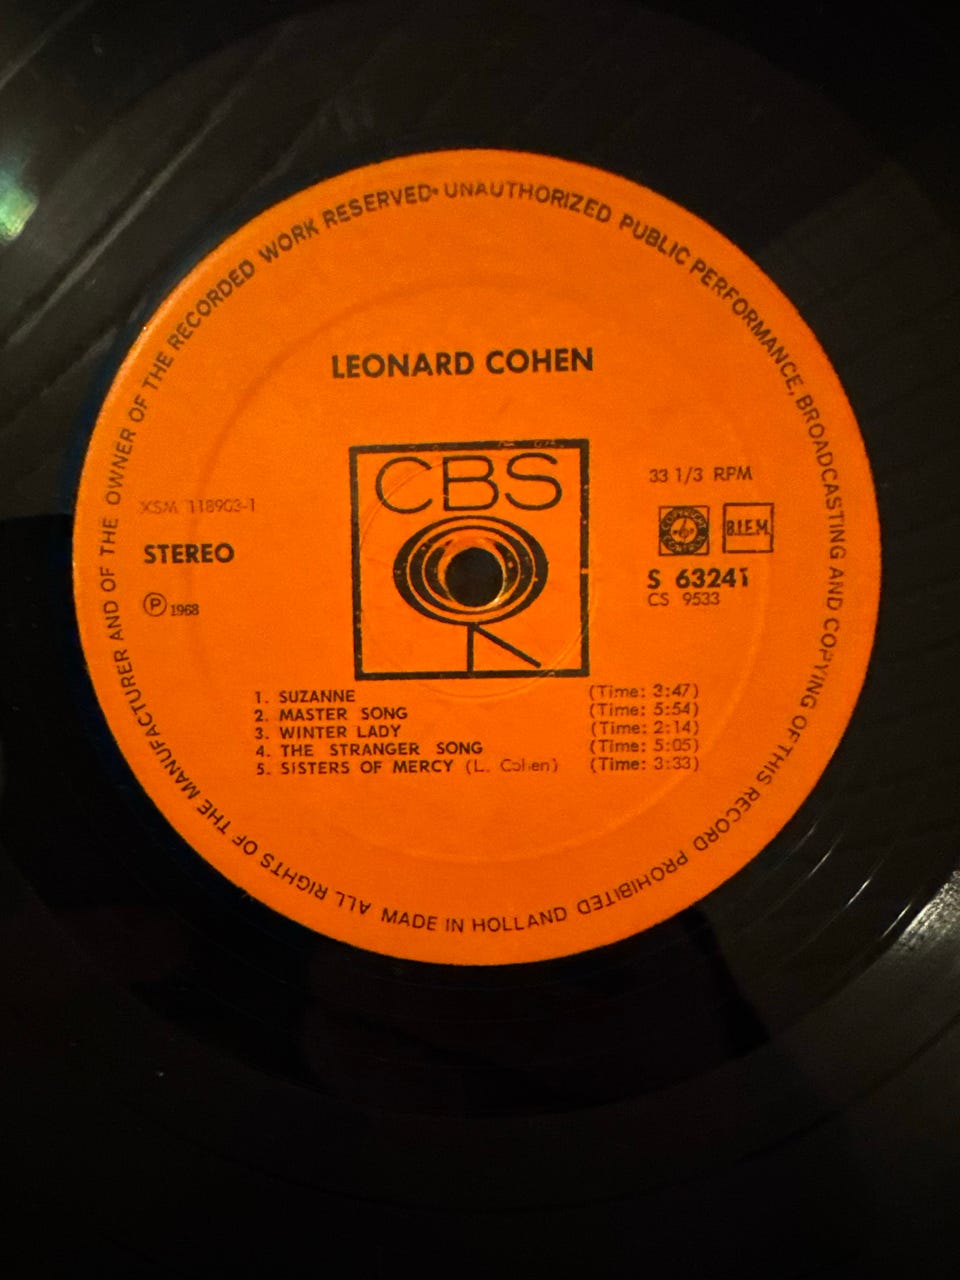 ALL RIGHTS OF THE MANUFACTURER AND OF THE OWNER OF THE RECORDED WORK RESERVED • UNAUTHORIZED PUBLIC PERFORMANCE, BROADCASTING AND COPYING OF THIS RECORD PROHIBITED
LEONARD COHEN
CBS
XSM 118903-1
STEREO
Ⓟ 1968
33 1/3 RPM
COPYRIGHT CONTROL
B.I.E.M.
S 63241
CS 9533
1. SUZANNE (Time: 3:47)
2. MASTER SONG (Time: 5:54)
3. WINTER LADY (Time: 2:14)
4. THE STRANGER SONG (Time: 5:05)
5. SISTERS OF MERCY (L. Cohen) (Time: 3:33)
MADE IN HOLLAND